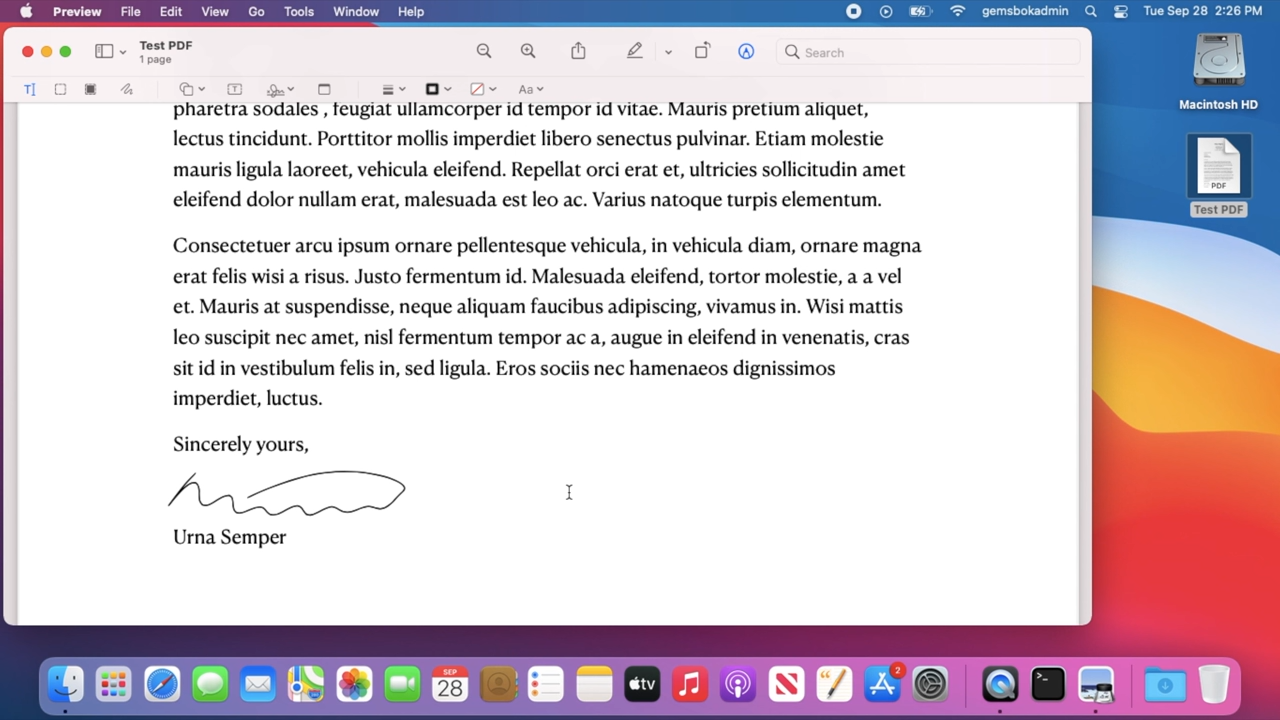 Preview File Edit View Go Tools Window Help gemsbokadmin Tue Sep 28 2:26 PM
Test PDF
1 page
Search
T
Aa
pharetra sodales , feugiat ullamcorper id tempor id vitae. Mauris pretium aliquet,
lectus tincidunt. Porttitor mollis imperdiet libero senectus pulvinar. Etiam molestie
mauris ligula laoreet, vehicula eleifend. Repellat orci erat et, ultricies sollicitudin amet
eleifend dolor nullam erat, malesuada est leo ac. Varius natoque turpis elementum.
Consectetuer arcu ipsum ornare pellentesque vehicula, in vehicula diam, ornare magna
erat felis wisi a risus. Justo fermentum id. Malesuada eleifend, tortor molestie, a a vel
et. Mauris at suspendisse, neque aliquam faucibus adipiscing, vivamus in. Wisi mattis
leo suscipit nec amet, nisl fermentum tempor ac a, augue in eleifend in venenatis, cras
sit id in vestibulum felis in, sed ligula. Eros sociis nec hamenaeos dignissimos
imperdiet, luctus.
Sincerely yours,
Urna Semper
Macintosh HD
PDF
Test PDF
SEP
28
tv
2